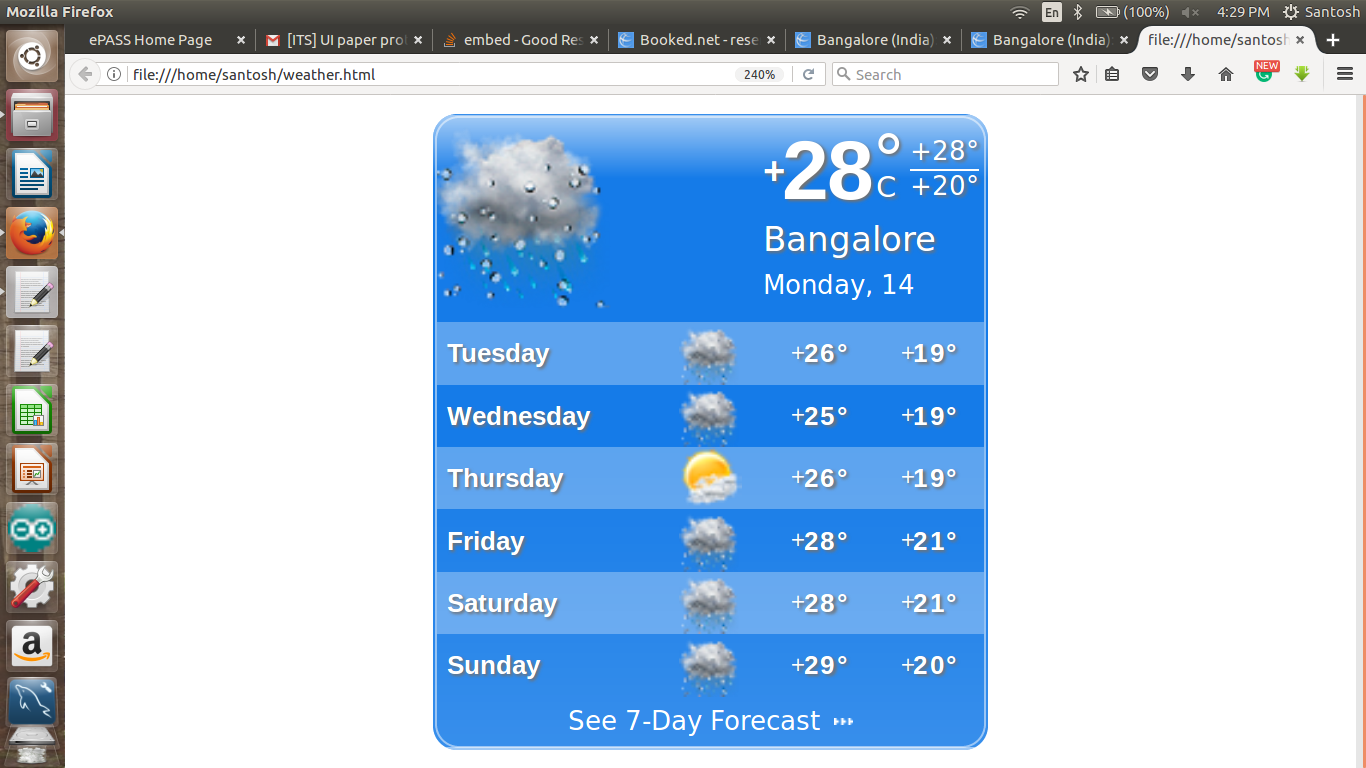 Mozilla Firefox
En (100%) 4:29 PM Santosh
ePASS Home Page × [ITS] UI paper pro × embed - Good Res × Booked.net - rese × Bangalore (India) × Bangalore (India) × file:///home/santosh ×
file:///home/santosh/weather.html 240% Search NEW
+28° C +28°
+20°
Bangalore
Monday, 14
Tuesday +26° +19°
Wednesday +25° +19°
Thursday +26° +19°
Friday +28° +21°
Saturday +28° +21°
Sunday +29° +20°
See 7-Day Forecast
a